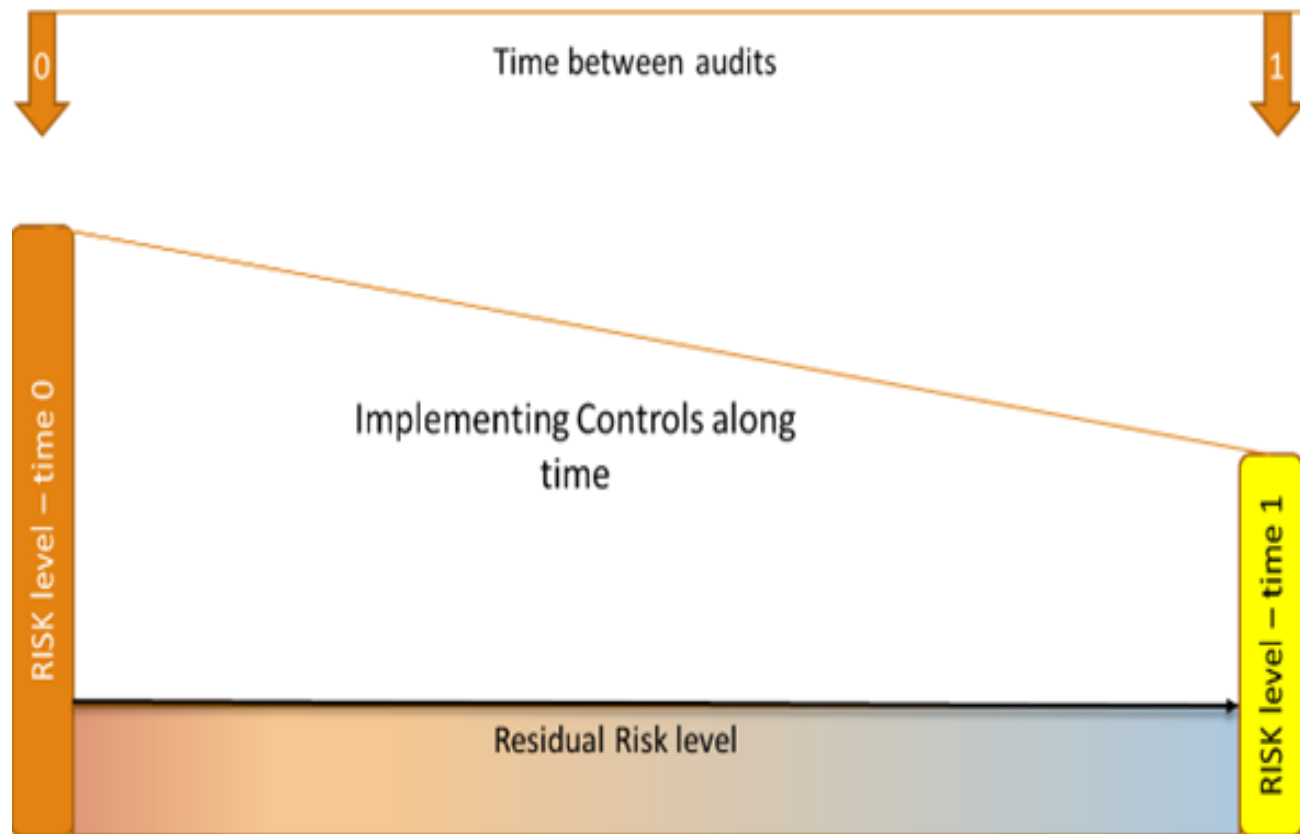 0
Time between audits
1
RISK level – time 0
Implementing Controls along
time
RISK level – time 1
Residual Risk level